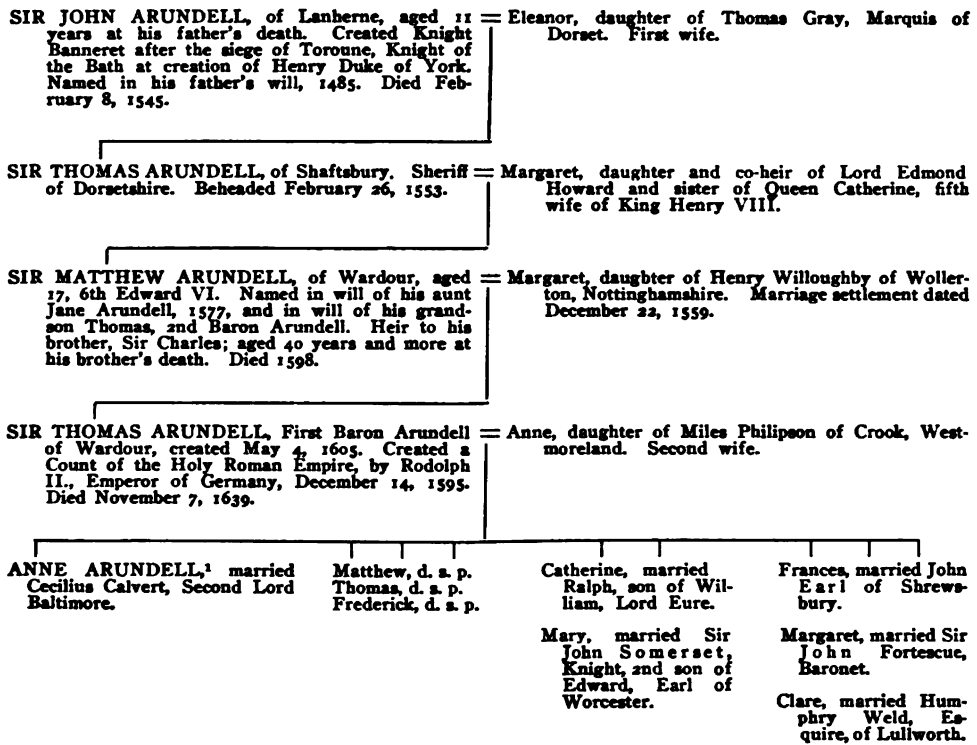 SIR JOHN ARUNDELL, of Lanherne, aged 11
years at his father's death. Created Knight
Banneret after the siege of Toroune, Knight of
the Bath at creation of Henry Duke of York.
Named in his father's will, 1485. Died Feb-
ruary 8, 1545.
= Eleanor, daughter of Thomas Gray, Marquis of
Dorset. First wife.
SIR THOMAS ARUNDELL, of Shaftsbury. Sheriff
of Dorsetshire. Beheaded February 26, 1553.
= Margaret, daughter and co-heir of Lord Edmond
Howard and sister of Queen Catherine, fifth
wife of King Henry VIII.
SIR MATTHEW ARUNDELL, of Wardour, aged
17, 6th Edward VI. Named in will of his aunt
Jane Arundell, 1577, and in will of his grand-
son Thomas, 2nd Baron Arundell. Heir to his
brother, Sir Charles; aged 40 years and more at
his brother's death. Died 1598.
= Margaret, daughter of Henry Willoughby of Woller-
ton, Nottinghamshire. Marriage settlement dated
December 22, 1559.
SIR THOMAS ARUNDELL, First Baron Arundell
of Wardour, created May 4, 1605. Created a
Count of the Holy Roman Empire, by Rodolph
II., Emperor of Germany, December 14, 1595.
Died November 7, 1639.
= Anne, daughter of Miles Philipson of Crook, West-
moreland. Second wife.
ANNE ARUNDELL,¹ married
Cecilius Calvert, Second Lord
Baltimore.
Matthew, d. s. p.
Thomas, d. s. p.
Frederick, d. s. p.
Catherine, married
Ralph, son of Wil-
liam, Lord Eure.
Mary, married Sir
John Somerset,
Knight, 2nd son of
Edward, Earl of
Worcester.
Frances, married John
Earl of Shrews-
bury.
Margaret, married Sir
John Fortescue,
Baronet.
Clare, married Hum-
phry Weld, Es-
quire, of Lullworth.